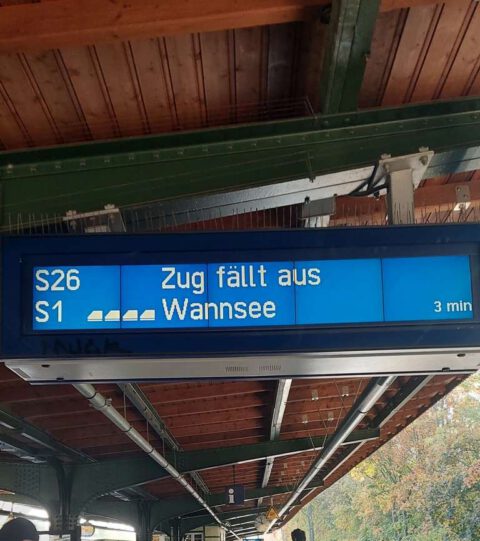 S26 Zug fällt aus
S1 Wannsee 3 min
i